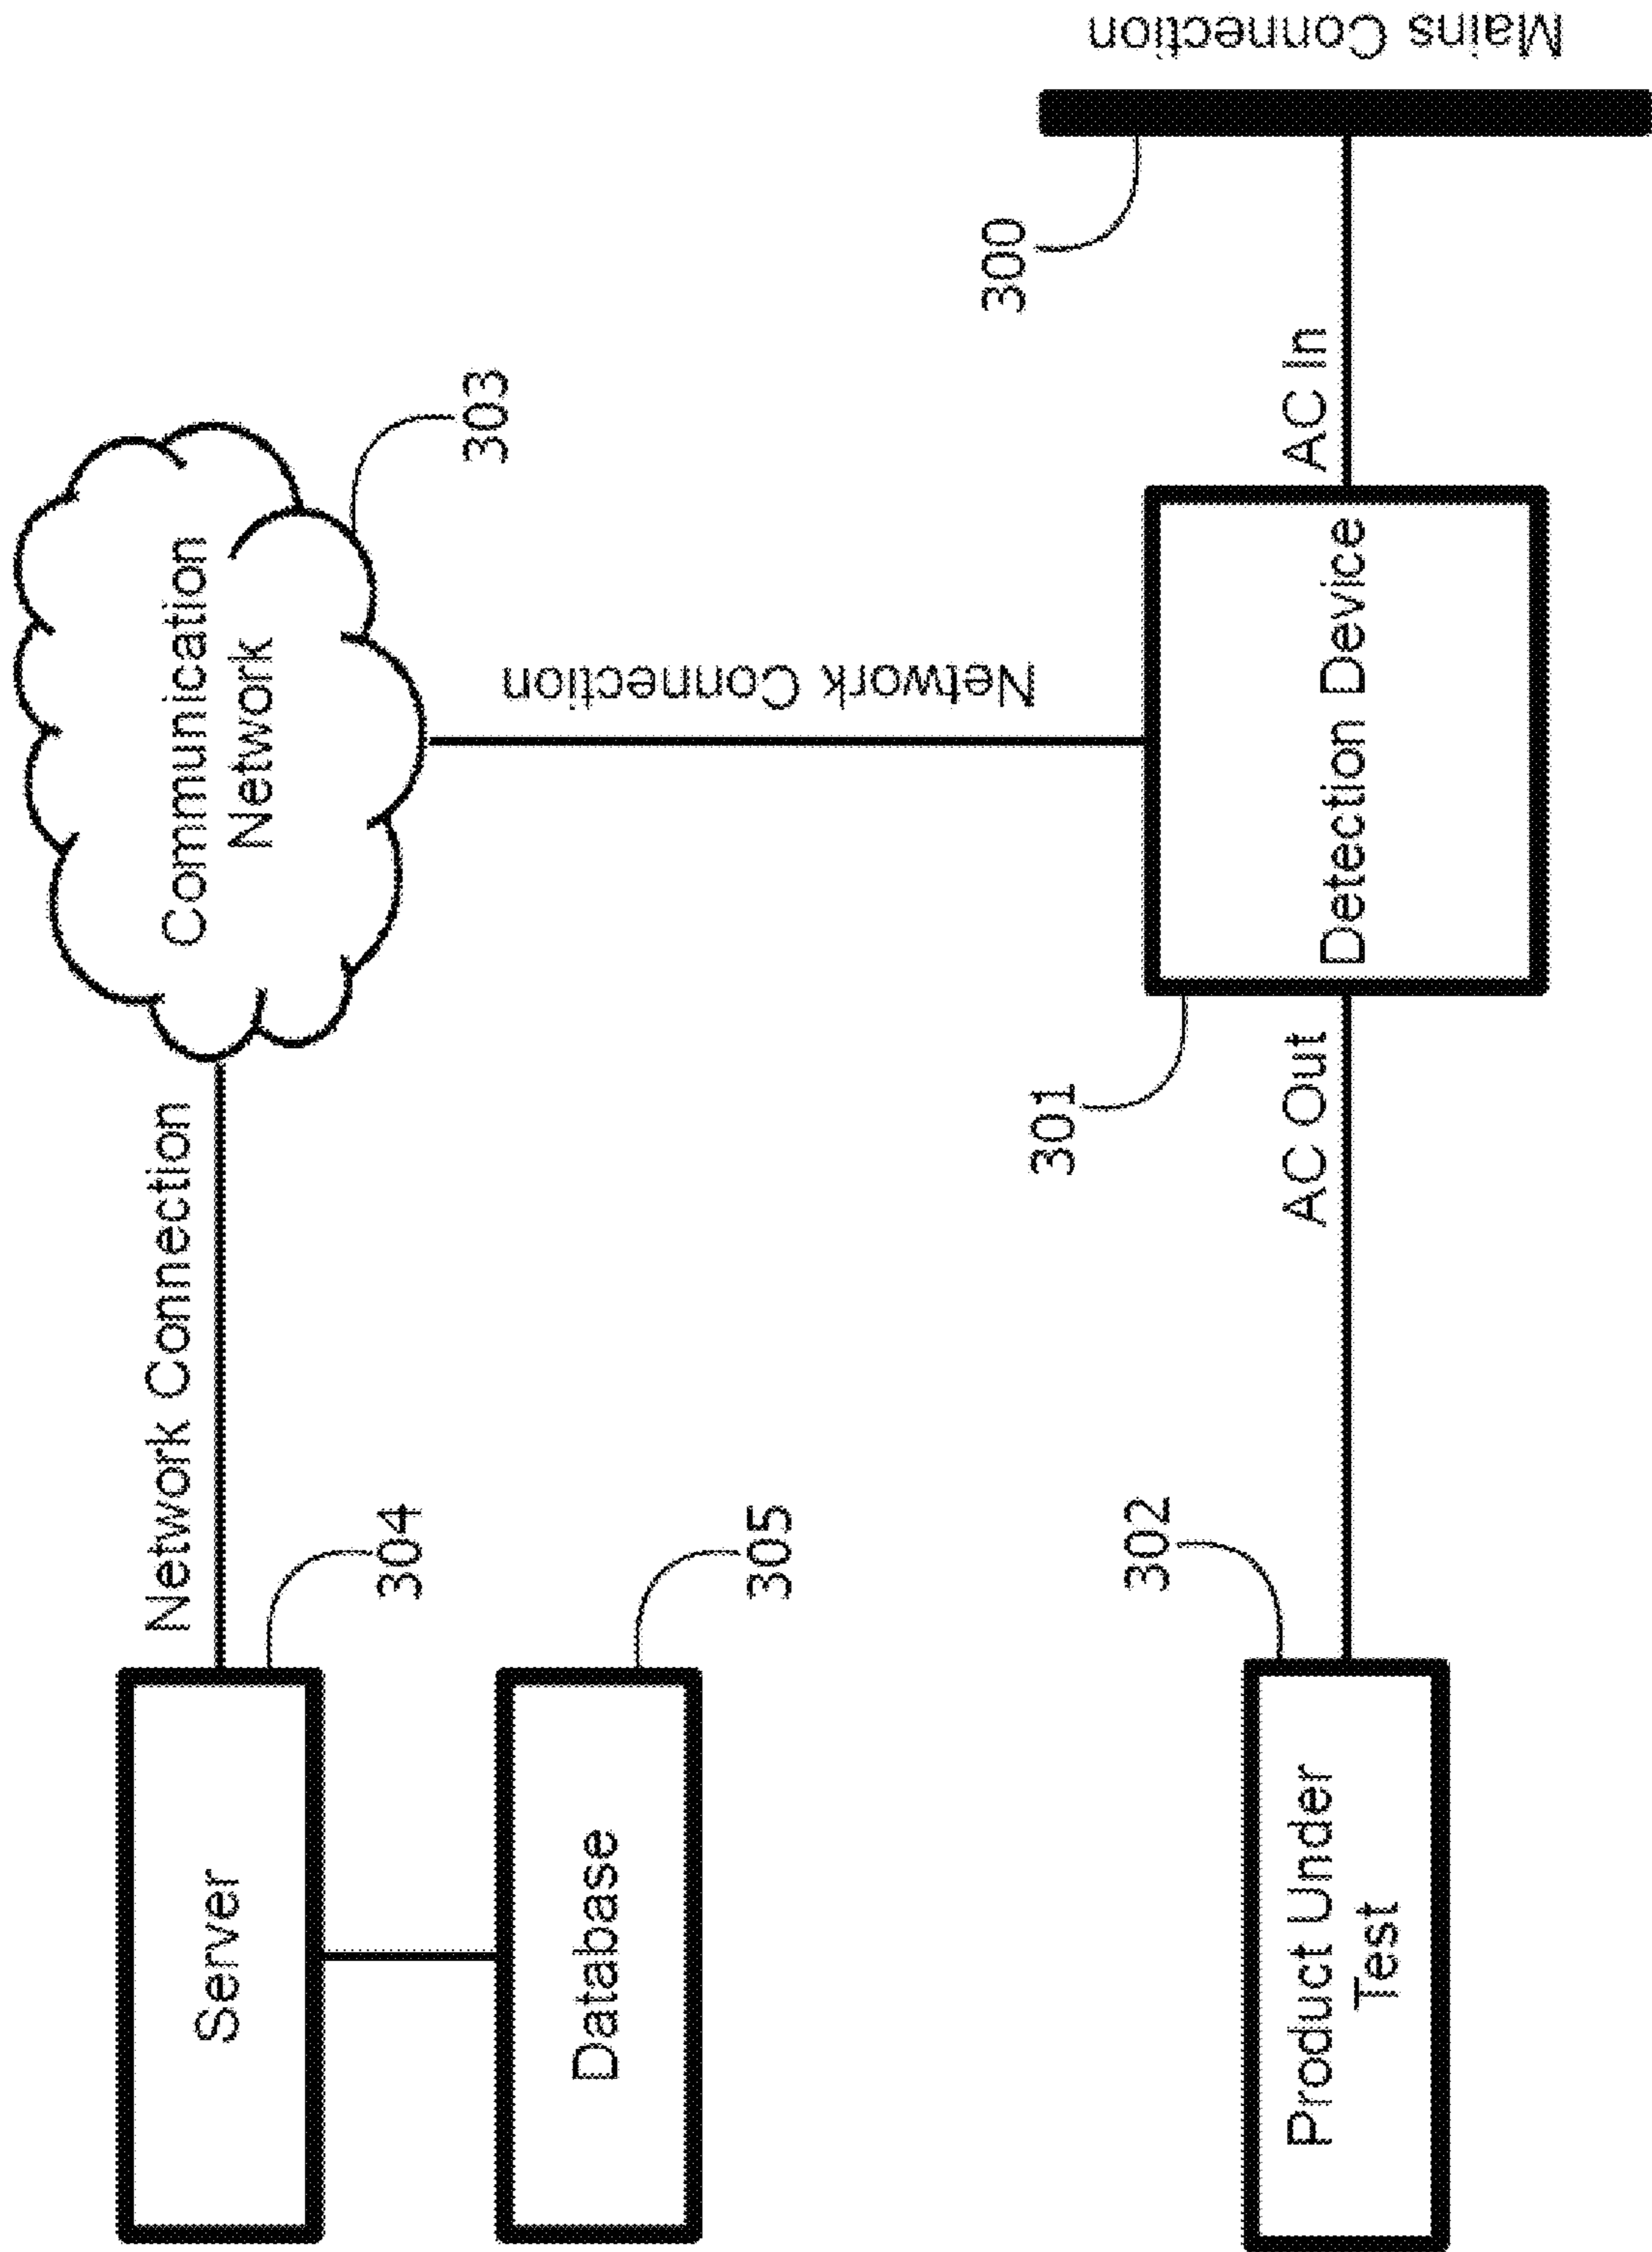 Server
304
Network Connection
Communication
Network
303
Database
305
Network Connection
Product Under
Test
302
AC Out
301
Detection Device
AC In
300
Mains Connection